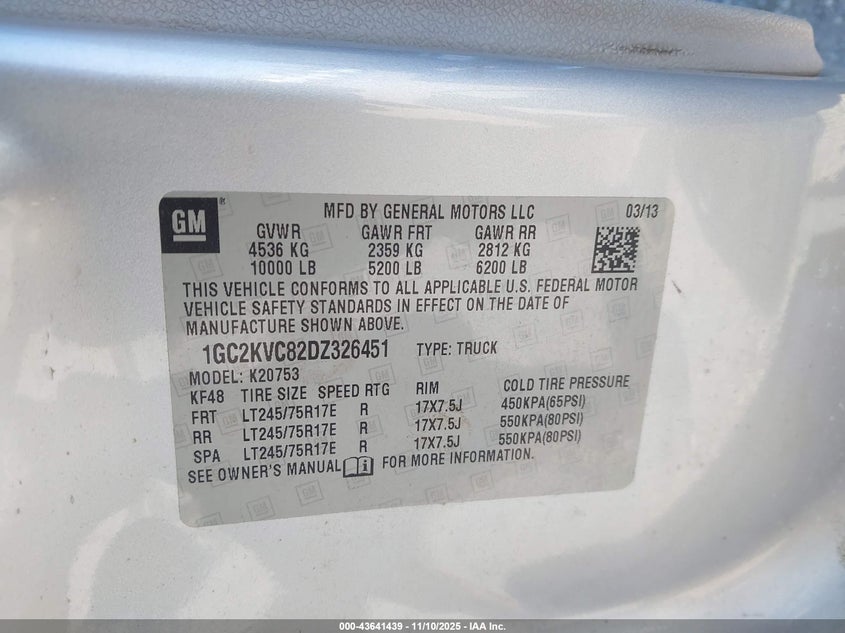 GM
MFD BY GENERAL MOTORS LLC 03/13
GVWR GAWR FRT GAWR RR
4536 KG 2359 KG 2812 KG
10000 LB 5200 LB 6200 LB
THIS VEHICLE CONFORMS TO ALL APPLICABLE U.S. FEDERAL MOTOR
VEHICLE SAFETY STANDARDS IN EFFECT ON THE DATE OF
MANUFACTURE SHOWN ABOVE.
1GC2KVC82DZ326451 TYPE: TRUCK
MODEL: K20753
KF48 TIRE SIZE SPEED RTG RIM COLD TIRE PRESSURE
FRT LT245/75R17E R 17X7.5J 450KPA(65PSI)
RR LT245/75R17E R 17X7.5J 550KPA(80PSI)
SPA LT245/75R17E R 17X7.5J 550KPA(80PSI)
SEE OWNER'S MANUAL FOR MORE INFORMATION.
000-43641439 - 11/10/2025 - IAA Inc.